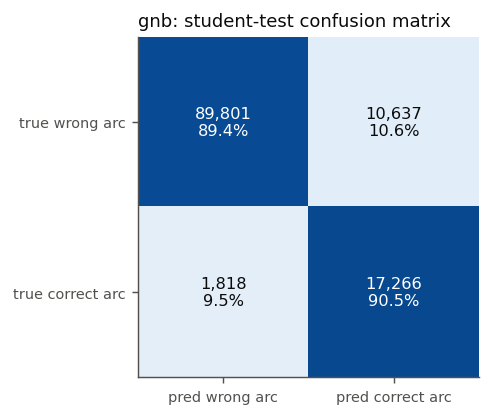 gnb: student-test confusion matrix
true wrong arc
89,801
89.4%
10,637
10.6%
true correct arc
1,818
9.5%
17,266
90.5%
pred wrong arc
pred correct arc